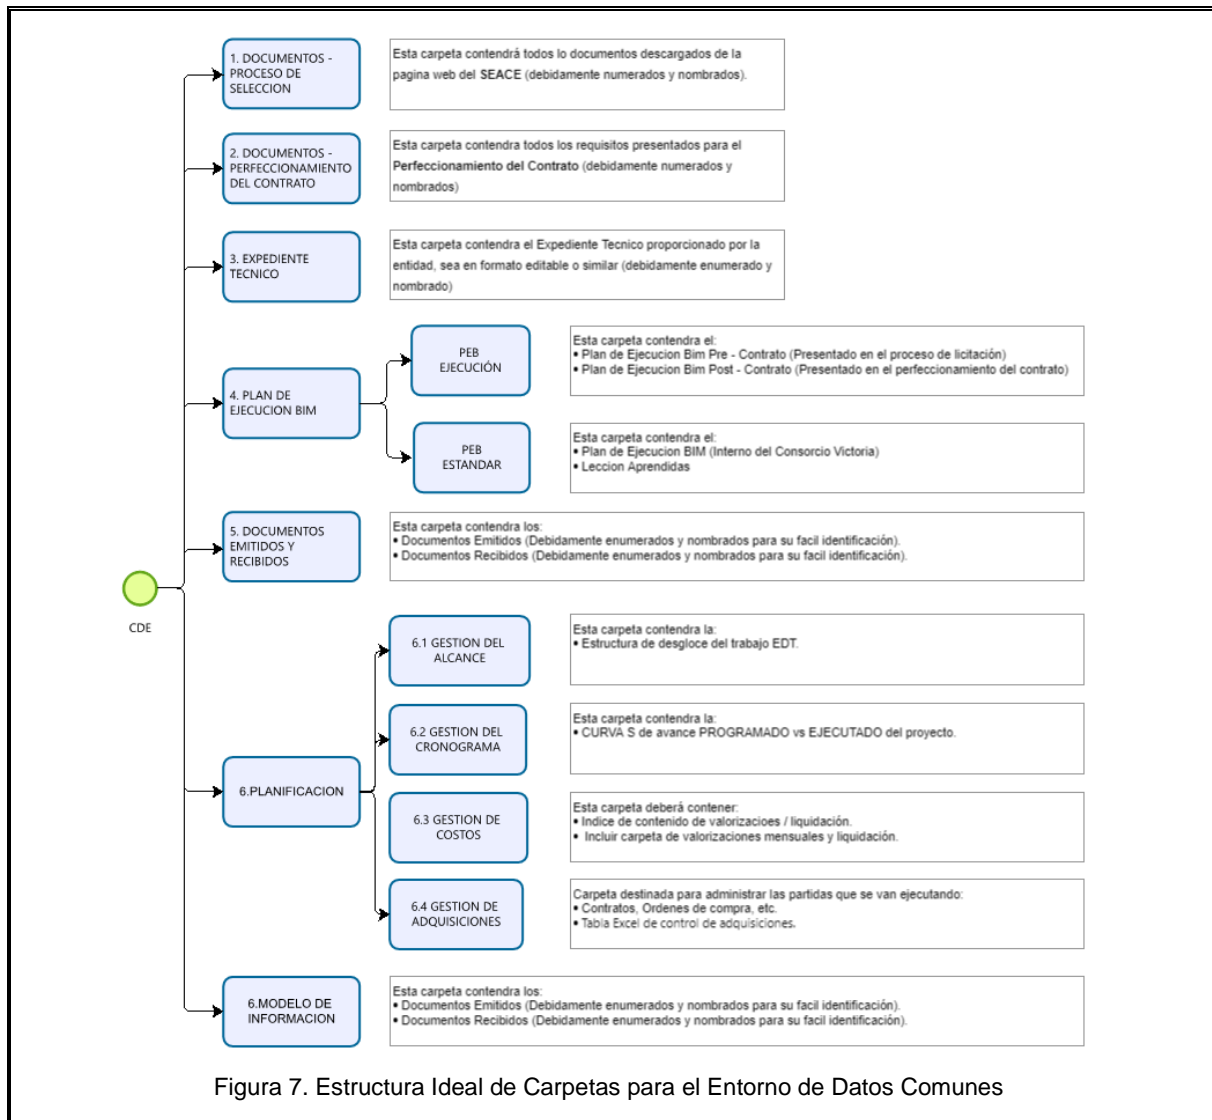 1. DOCUMENTOS -
PROCESO DE
SELECCION
Esta carpeta contendrá todos lo documentos descargados de la
pagina web del SEACE (debidamente numerados y nombrados).
2. DOCUMENTOS -
PERFECCIONAMIENTO
DEL CONTRATO
Esta carpeta contendra todos los requisitos presentados para el
Perfeccionamiento del Contrato (debidamente numerados y
nombrados)
3. EXPEDIENTE
TECNICO
Esta carpeta contendra el Expediente Tecnico proporcionado por la
entidad, sea en formato editable o similar (debidamente enumerado y
nombrado)
4. PLAN DE
EJECUCION BIM
PEB
EJECUCIÓN
Esta carpeta contendra el:
• Plan de Ejecucion Bim Pre - Contrato (Presentado en el proceso de licitación)
• Plan de Ejecucion Bim Post - Contrato (Presentado en el perfeccionamiento del contrato)
PEB
ESTANDAR
Esta carpeta contendra el:
• Plan de Ejecucion BIM (Interno del Consorcio Victoria)
• Leccion Aprendidas
5. DOCUMENTOS
EMITIDOS Y
RECIBIDOS
Esta carpeta contendra los:
• Documentos Emitidos (Debidamente enumerados y nombrados para su facil identificación).
• Documentos Recibidos (Debidamente enumerados y nombrados para su facil identificación).
CDE
6.PLANIFICACION
6.1 GESTION DEL
ALCANCE
Esta carpeta contendra la:
• Estructura de desgloce del trabajo EDT.
6.2 GESTION DEL
CRONOGRAMA
Esta carpeta contendra la:
• CURVA S de avance PROGRAMADO vs EJECUTADO del proyecto.
6.3 GESTION DE
COSTOS
Esta carpeta deberá contener:
• Indice de contenido de valorizacioes / liquidación.
• Incluir carpeta de valorizaciones mensuales y liquidación.
6.4 GESTION DE
ADQUISICIONES
Carpeta destinada para administrar las partidas que se van ejecutando:
• Contratos, Ordenes de compra, etc.
• Tabla Excel de control de adquisiciones.
6.MODELO DE
INFORMACION
Esta carpeta contendra los:
• Documentos Emitidos (Debidamente enumerados y nombrados para su facil identificación).
• Documentos Recibidos (Debidamente enumerados y nombrados para su facil identificación).
Figura 7. Estructura Ideal de Carpetas para el Entorno de Datos Comunes